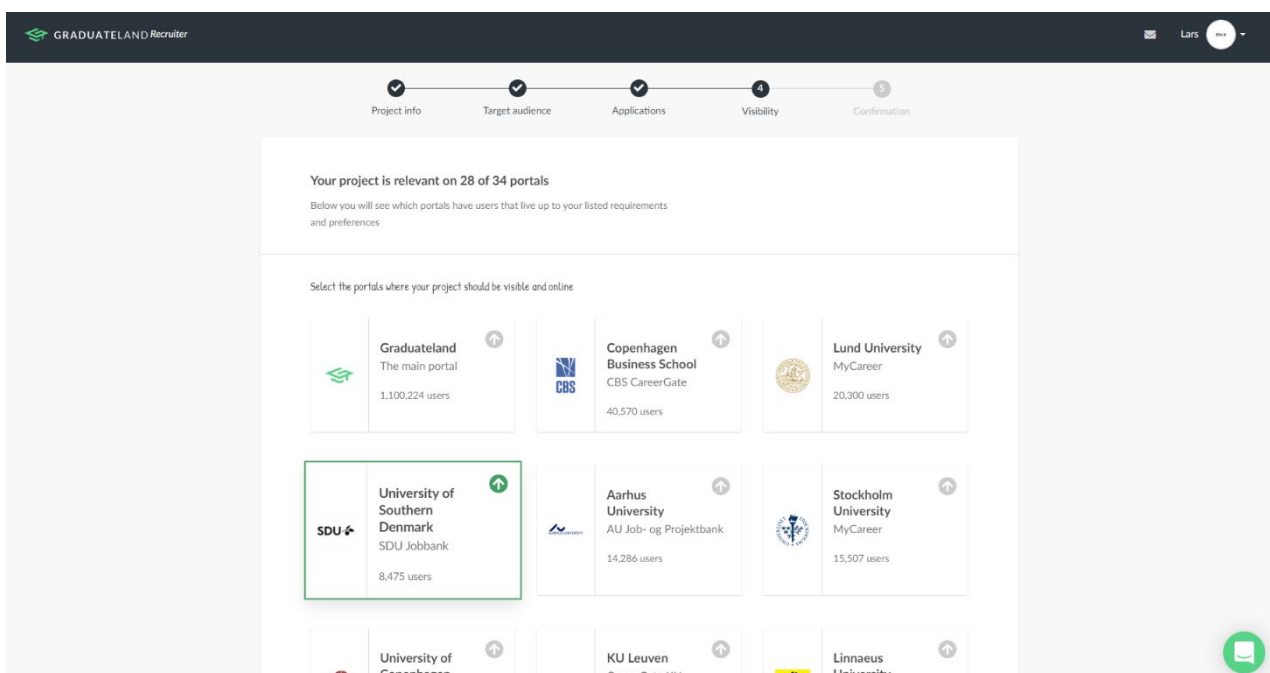 GRADUATELAND Recruiter
Lars
4
5
Project info
Target audience
Applications
Visibility
Confirmation
Your project is relevant on 28 of 34 portals
Below you will see which portals have users that live up to your listed requirements
and preferences
Select the portals where your project should be visible and online
Graduateland
The main portal
1,100,224 users
CBS
Copenhagen
Business School
CBS CareerGate
40,570 users
Lund University
MyCareer
20,300 users
SDU
University of
Southern
Denmark
SDU Jobbank
8,475 users
Aarhus
University
AU Job- og Projektbank
14,286 users
Stockholm
University
MyCareer
15,507 users
University of
Copenhagen
KU Leuven
Linnaeus
University